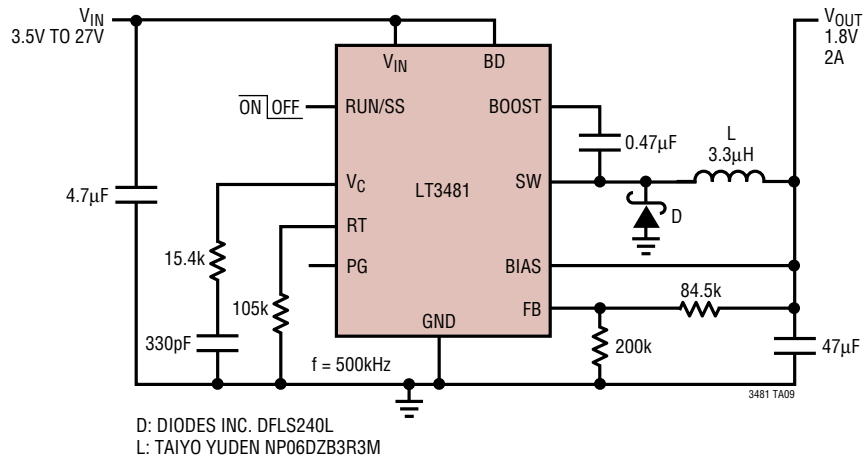 VIN
3.5V TO 27V
VOUT
1.8V
2A
VIN
BD
ON OFF
RUN/SS
BOOST
0.47µF
L
3.3µH
4.7µF
VC
LT3481
SW
D
15.4k
RT
PG
BIAS
105k
84.5k
FB
GND
330pF
200k
47µF
f = 500kHz
3481 TA09
D: DIODES INC. DFLS240L
L: TAIYO YUDEN NP06DZB3R3M